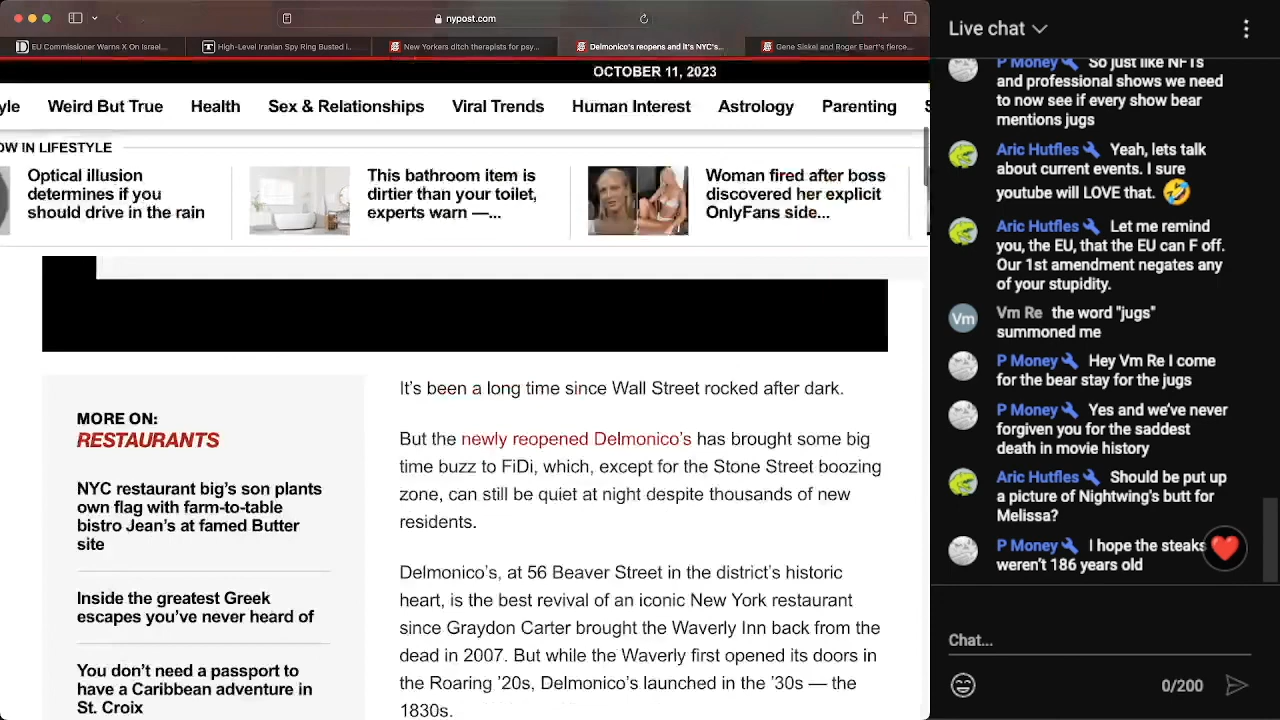 nypost.com
EU Commissioner Warns X On Israel...
High-Level Iranian Spy Ring Busted I...
New Yorkers ditch therapists for psy...
Delmonico's reopens and it's NYC's...
Gene Siskel and Roger Ebert's fierce...
OCTOBER 11, 2023
yle Weird But True Health Sex & Relationships Viral Trends Human Interest Astrology Parenting
OW IN LIFESTYLE
Optical illusion
determines if you
should drive in the rain
This bathroom item is
dirtier than your toilet,
experts warn —...
Woman fired after boss
discovered her explicit
OnlyFans side...
MORE ON:
RESTAURANTS
NYC restaurant big's son plants
own flag with farm-to-table
bistro Jean's at famed Butter
site
Inside the greatest Greek
escapes you've never heard of
You don't need a passport to
have a Caribbean adventure in
St. Croix
It's been a long time since Wall Street rocked after dark.
But the newly reopened Delmonico's has brought some big
time buzz to FiDi, which, except for the Stone Street boozing
zone, can still be quiet at night despite thousands of new
residents.
Delmonico's, at 56 Beaver Street in the district's historic
heart, is the best revival of an iconic New York restaurant
since Graydon Carter brought the Waverly Inn back from the
dead in 2007. But while the Waverly first opened its doors in
the Roaring '20s, Delmonico's launched in the '30s — the
1830s.
Live chat
P Money So just like NFTs
and professional shows we need
to now see if every show bear
mentions jugs
Aric Hutfles Yeah, lets talk
about current events. I sure
youtube will LOVE that. 🤣
Aric Hutfles Let me remind
you, the EU, that the EU can F off.
Our 1st amendment negates any
of your stupidity.
Vm
Vm Re the word "jugs"
summoned me
P Money Hey Vm Re I come
for the bear stay for the jugs
P Money Yes and we've never
forgiven you for the saddest
death in movie history
Aric Hutfles Should be put up
a picture of Nightwing's butt for
Melissa?
P Money I hope the steaks
weren't 186 years old
Chat...
0/200